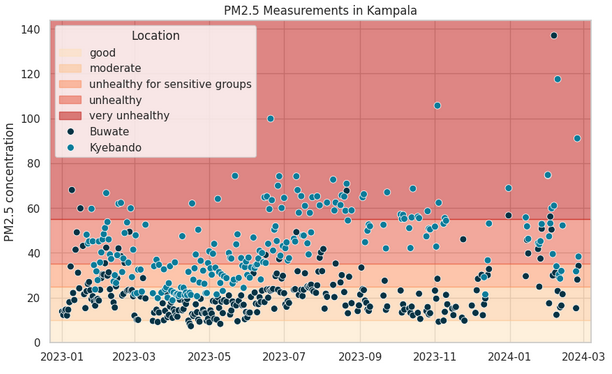 PM2.5 Measurements in Kampala
140
120
100
80
60
40
20
0
PM2.5 concentration
Location
good
moderate
unhealthy for sensitive groups
unhealthy
very unhealthy
Buwate
Kyebando
2023-01
2023-03
2023-05
2023-07
2023-09
2023-11
2024-01
2024-03